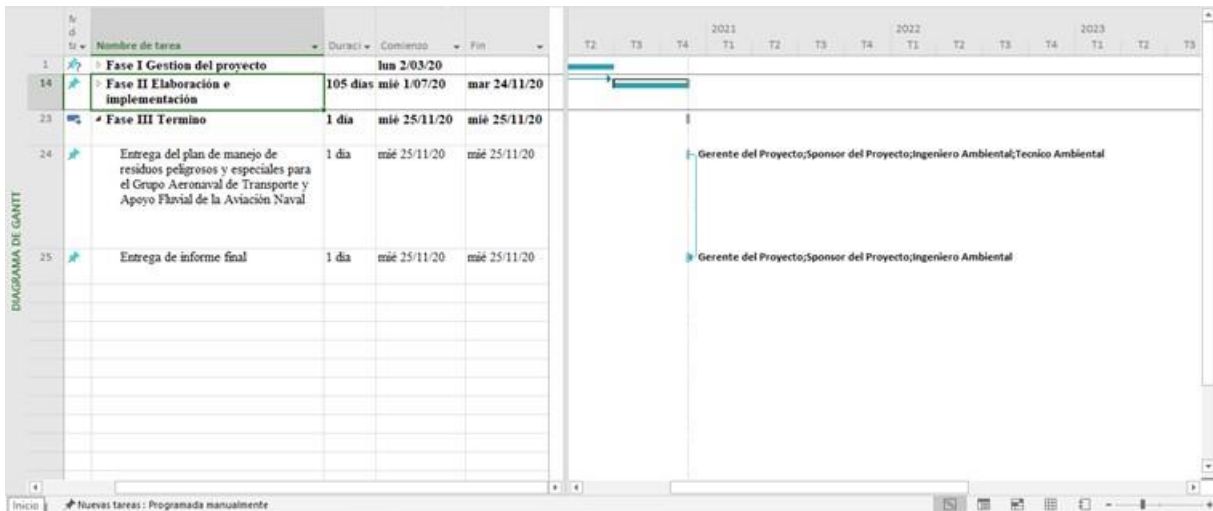 2021 2022 2023
Nombre de tarea Duraci Comienzo Fin T2 T3 T4 T1 T2 T3 T4 T1 T2 T3 T4 T1 T2 T3
1 Fase I Gestion del proyecto lun 2/03/20
14 Fase II Elaboración e 105 días mié 1/07/20 mar 24/11/20
implementación
23 Fase III Termino 1 día mié 25/11/20 mié 25/11/20
24 Entrega del plan de manejo de 1 día mié 25/11/20 mié 25/11/20 Gerente del Proyecto;Sponsor del Proyecto;Ingeniero Ambiental;Tecnico Ambiental
residuos peligrosos y especiales para
el Grupo Aeronaval de Transporte y
Apoyo Fluvial de la Aviación Naval
25 Entrega de informe final 1 día mié 25/11/20 mié 25/11/20 Gerente del Proyecto;Sponsor del Proyecto;Ingeniero Ambiental
DIAGRAMA DE GANTT
Inicio Nuevas tareas : Programada manualmente